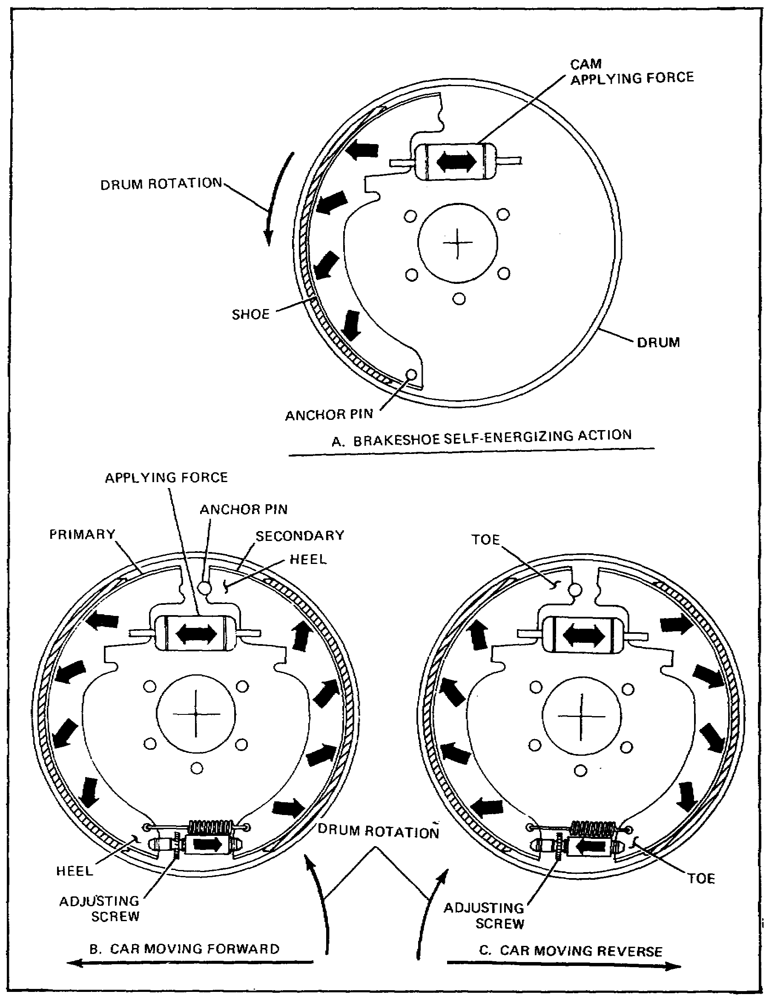 CAM
APPLYING FORCE
DRUM ROTATION
SHOE
DRUM
ANCHOR PIN
A. BRAKESHOE SELF-ENERGIZING ACTION
APPLYING FORCE
ANCHOR PIN
PRIMARY
SECONDARY
HEEL
TOE
DRUM ROTATION
HEEL
TOE
ADJUSTING
SCREW
ADJUSTING
SCREW
B. CAR MOVING FORWARD
C. CAR MOVING REVERSE